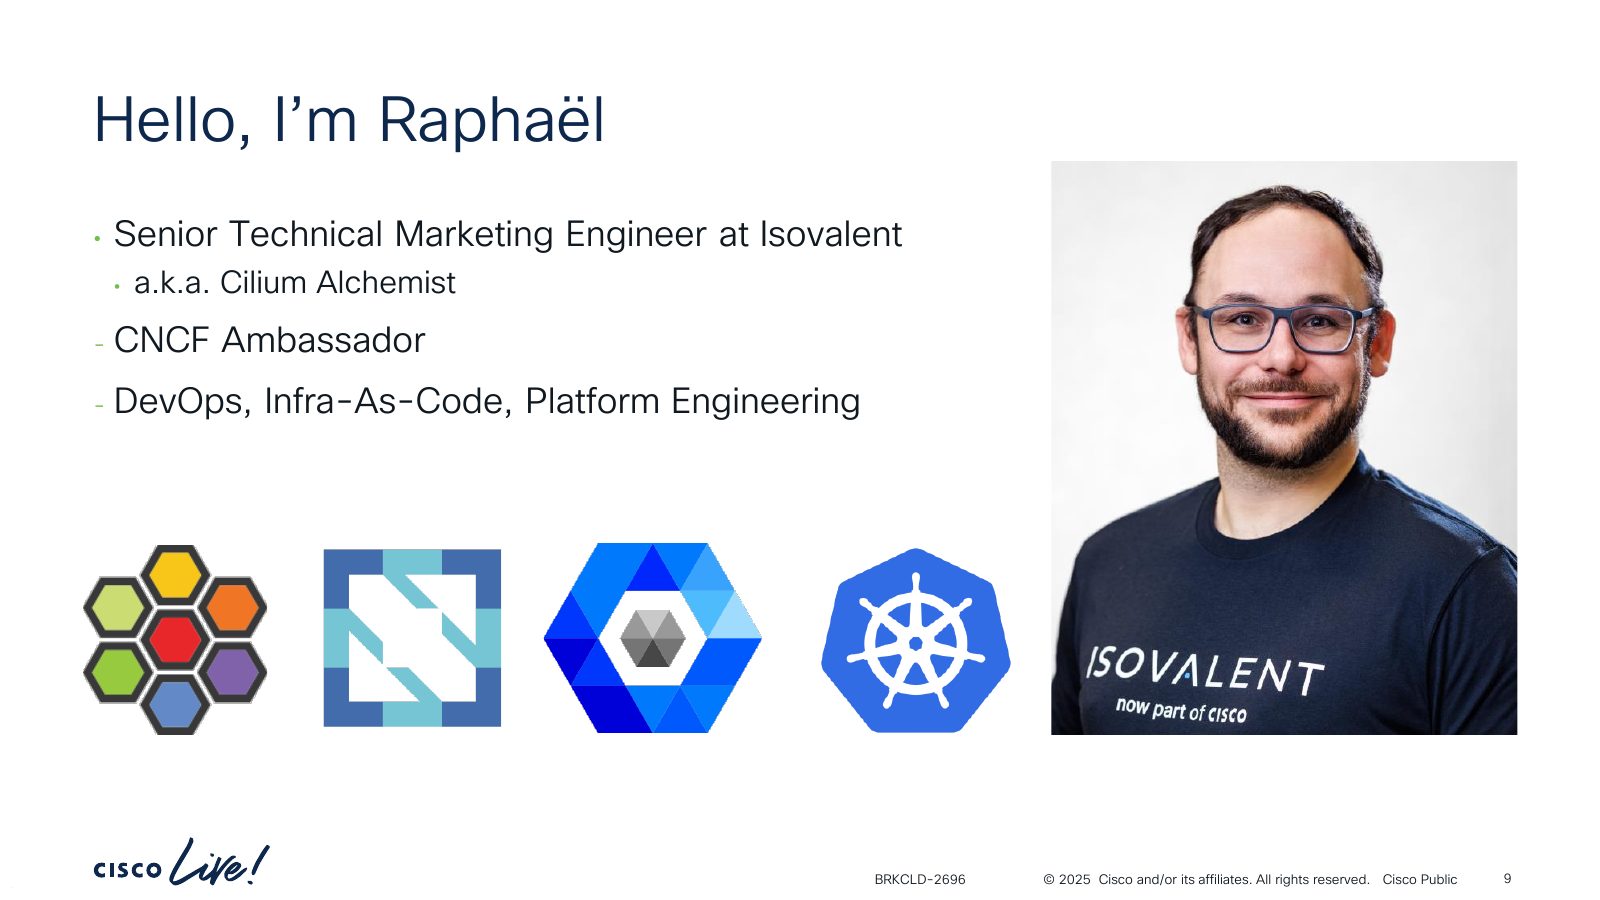 Hello, I’m Raphaël
• Senior Technical Marketing Engineer at Isovalent
• a.k.a. Cilium Alchemist
- CNCF Ambassador
- DevOps, Infra-As-Code, Platform Engineering
ISOVALENT
now part of CISCO
CISCO Live!
BRKCLD-2696
© 2025 Cisco and/or its affiliates. All rights reserved. Cisco Public
9